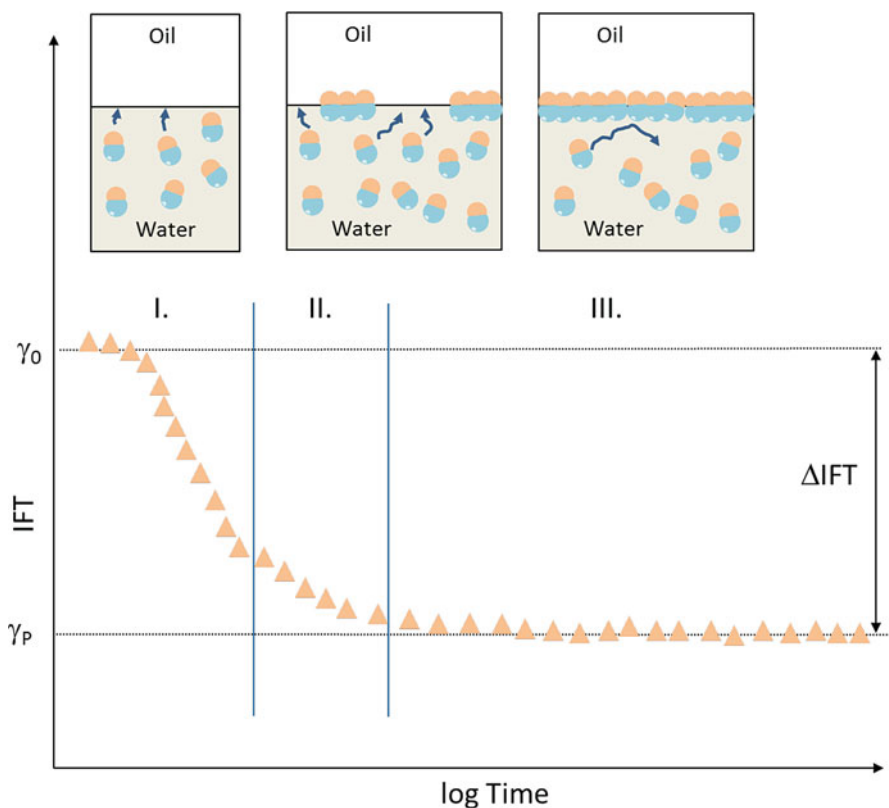 Oil
Oil
Oil
Water
Water
Water
I.
II.
III.
γ0
ΔIFT
IFT
γP
log Time